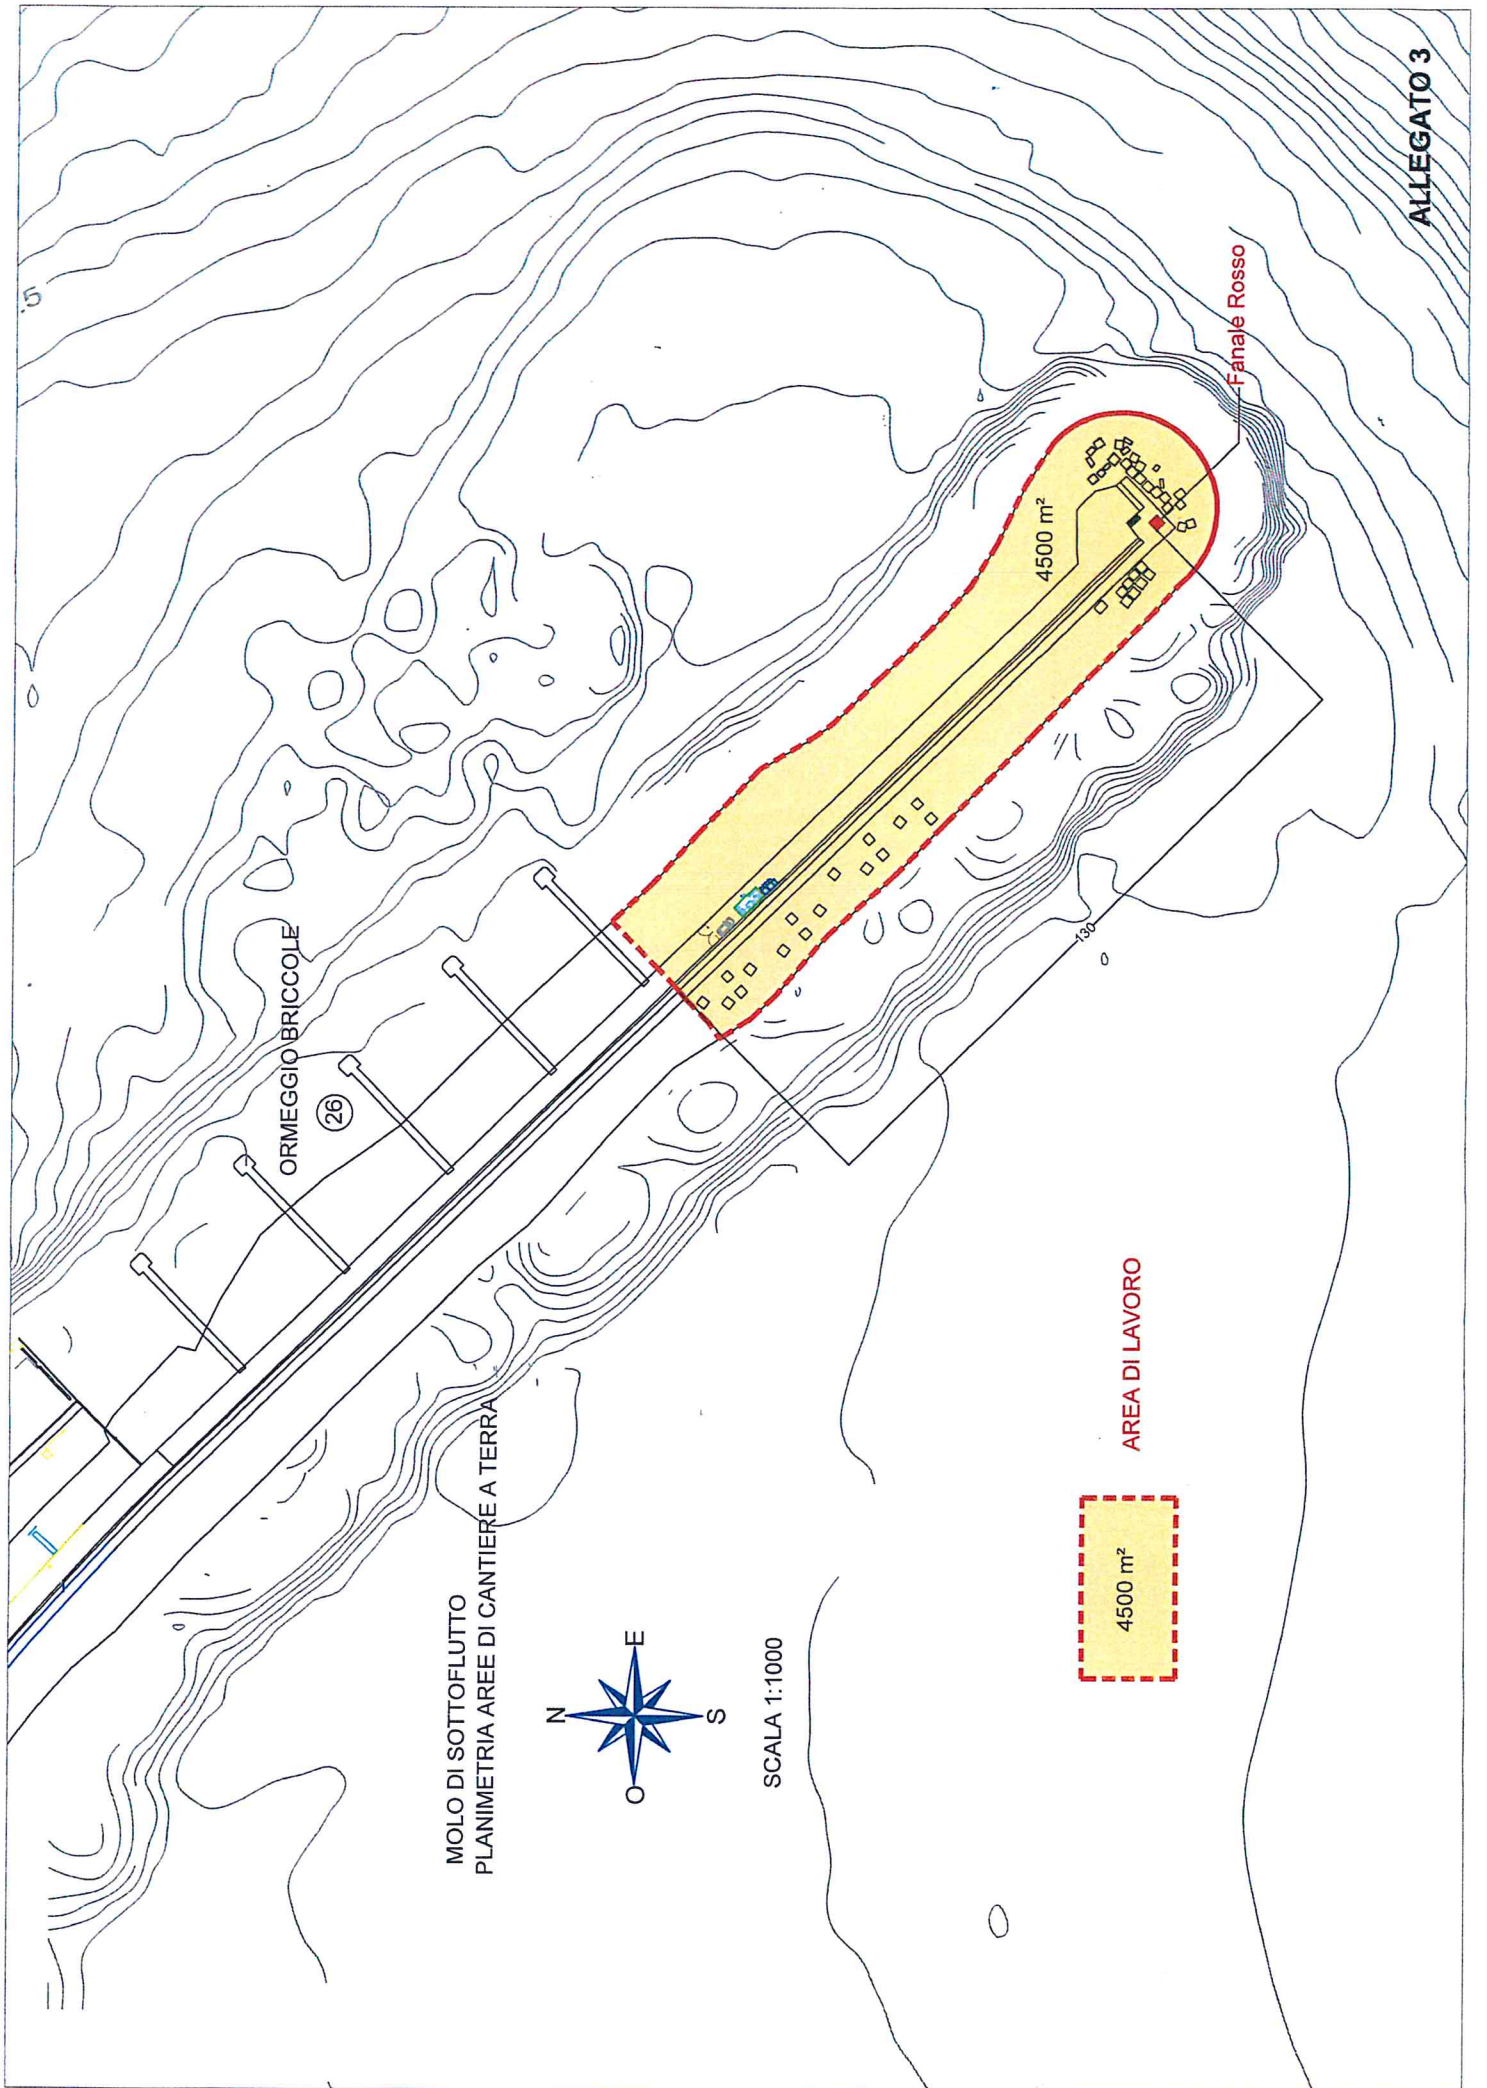 ALLEGATO 3
.5
Fanale Rosso
4500 m²
ORMEGGIO BRICCOLE
26
130
MOLO DI SOTTOFLUTTO
PLANIMETRIA AREE DI CANTIERE A TERRA
N
O
E
S
SCALA 1:1000
4500 m²
AREA DI LAVORO